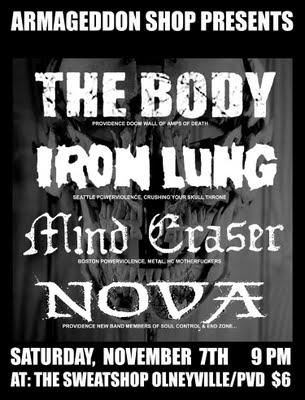 ARMAGEDDON SHOP PRESENTS
THE BODY
PROVIDENCE DOOM WALL OF AMPS OF DEATH
IRON LUNG
SEATTLE POWERVIOLENCE, CRUSHING YOUR SKULL THRONE
Mind Eraser
BOSTON POWERVIOLENCE, METAL, HC MOTHERFUCKERS
NOVA
PROVIDENCE NEW BAND MEMBERS OF SOUL CONTROL & END ZONE...
SATURDAY, NOVEMBER 7TH 9 PM
AT: THE SWEATSHOP OLNEYVILLE/PVD $6